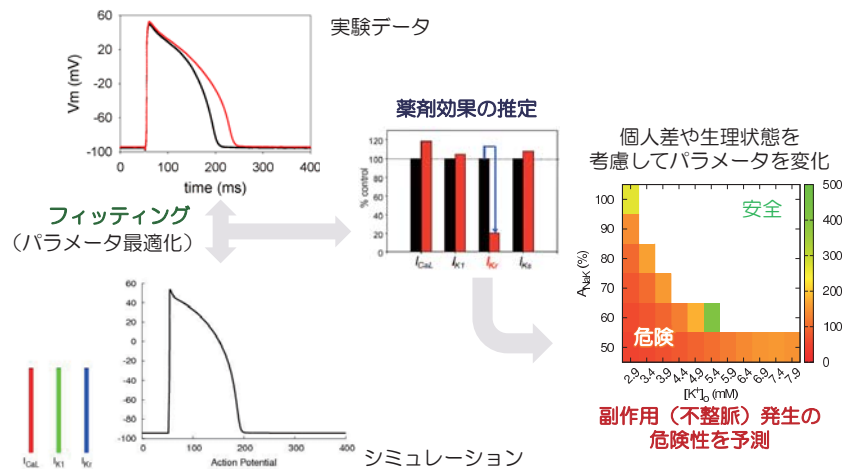 実験データ
60
20
-20
-60
-100
Vm (mV)
0 100 200 300 400
time (ms)
フィッティング
（パラメータ最適化）
薬剤効果の推定
120
100
80
60
40
20
0
% control
ICaL IK1 IKr IKs
個人差や生理状態を
考慮してパラメータを変化
100
90
80
70
60
50
ANaK (%)
安全
危険
500
400
300
200
100
0
2.9 3.4 3.9 4.4 4.9 5.4 5.9 6.4 6.9 7.4 7.9
[K+]o (mM)
副作用（不整脈）発生の
危険性を予測
60
40
20
0
-20
-40
-60
-80
-100
0 100 200 300 400
Action Potential
ICaL IK1 IKr
シミュレーション